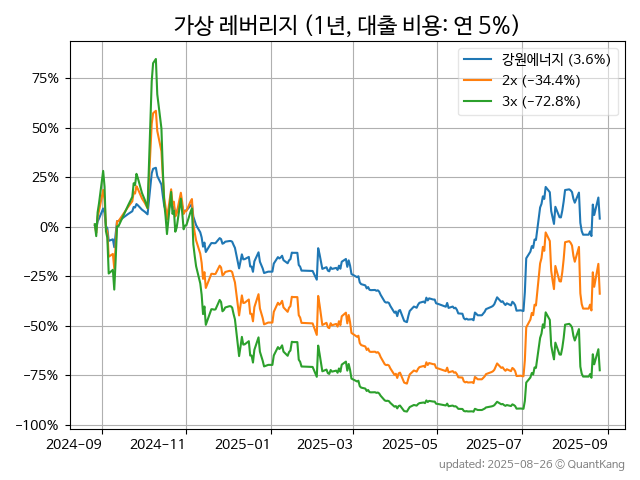 가상 레버리지 (1년, 대출 비용: 연 5%)
강원에너지 (3.6%)
2x (−34.4%)
3x (−72.8%)
75%
50%
25%
0%
−25%
−50%
−75%
−100%
2024-09 2024-11 2025-01 2025-03 2025-05 2025-07 2025-09
updated: 2025-08-26 © QuantKang